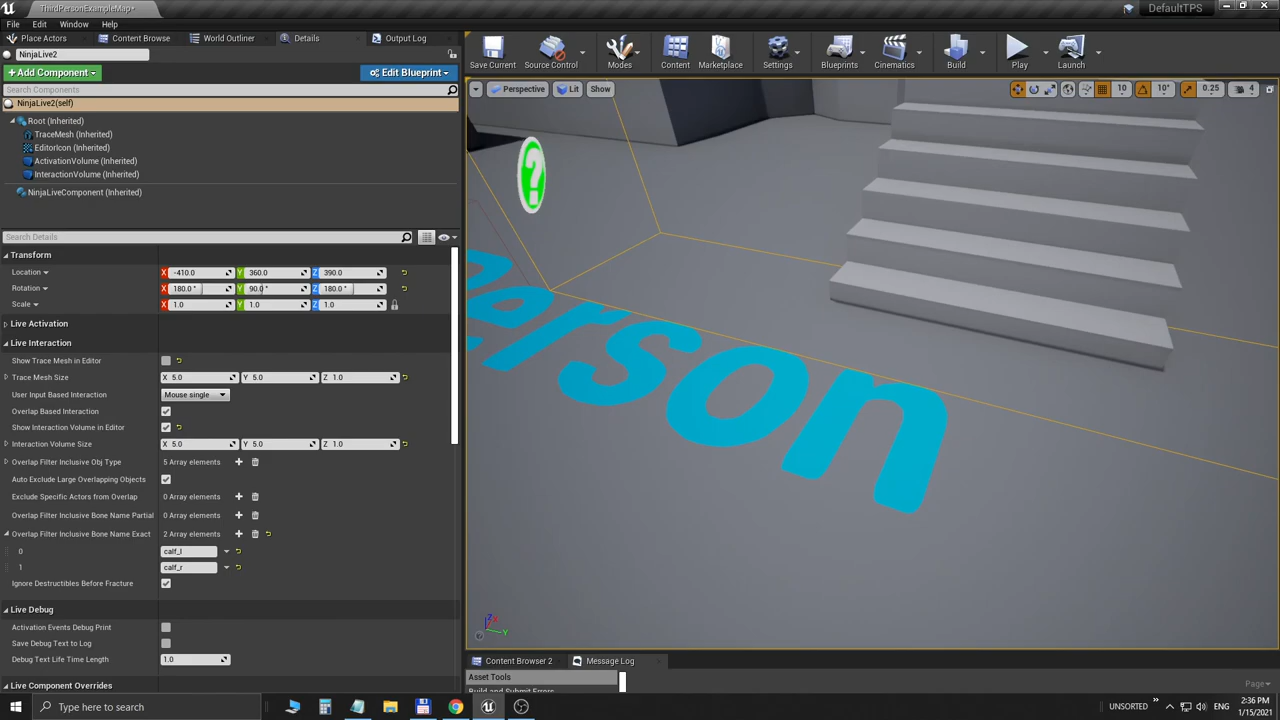 ThirdPersonExampleMap*
DefaultTPS
File Edit Window Help
Place Actors Content Browse World Outliner Details Output Log
NinjaLive2
Add Component Edit Blueprint
Search Components
NinjaLive2(self)
Root (Inherited)
TraceMesh (Inherited)
EditorIcon (Inherited)
ActivationVolume (Inherited)
InteractionVolume (Inherited)
NinjaLiveComponent (Inherited)
Search Details
Transform
Location X -410.0 Y 360.0 Z 390.0
Rotation X 180.0 ° Y 90.0 ° Z 180.0 °
Scale X 1.0 Y 1.0 Z 1.0
Live Activation
Live Interaction
Show Trace Mesh in Editor
Trace Mesh Size X 5.0 Y 5.0 Z 1.0
User Input Based Interaction Mouse single
Overlap Based Interaction
Show Interaction Volume in Editor
Interaction Volume Size X 5.0 Y 5.0 Z 1.0
Overlap Filter Inclusive Obj Type 5 Array elements
Auto Exclude Large Overlapping Objects
Exclude Specific Actors from Overlap 0 Array elements
Overlap Filter Inclusive Bone Name Partial 0 Array elements
Overlap Filter Inclusive Bone Name Exact 2 Array elements
0 calf_l
1 calf_r
Ignore Destructibles Before Fracture
Live Debug
Activation Events Debug Print
Save Debug Text to Log
Debug Text Life Time Length 1.0
Live Component Overrides
Save Current Source Control Modes Content Marketplace Settings Blueprints Cinematics Build Play Launch
Perspective Lit Show 10 10° 0.25 4
?
erson
Z X
Y
Content Browser 2 Message Log
Asset Tools
Build and Submit Errors
Page
Type here to search
UNSORTED 2:36 PM
1/15/2021